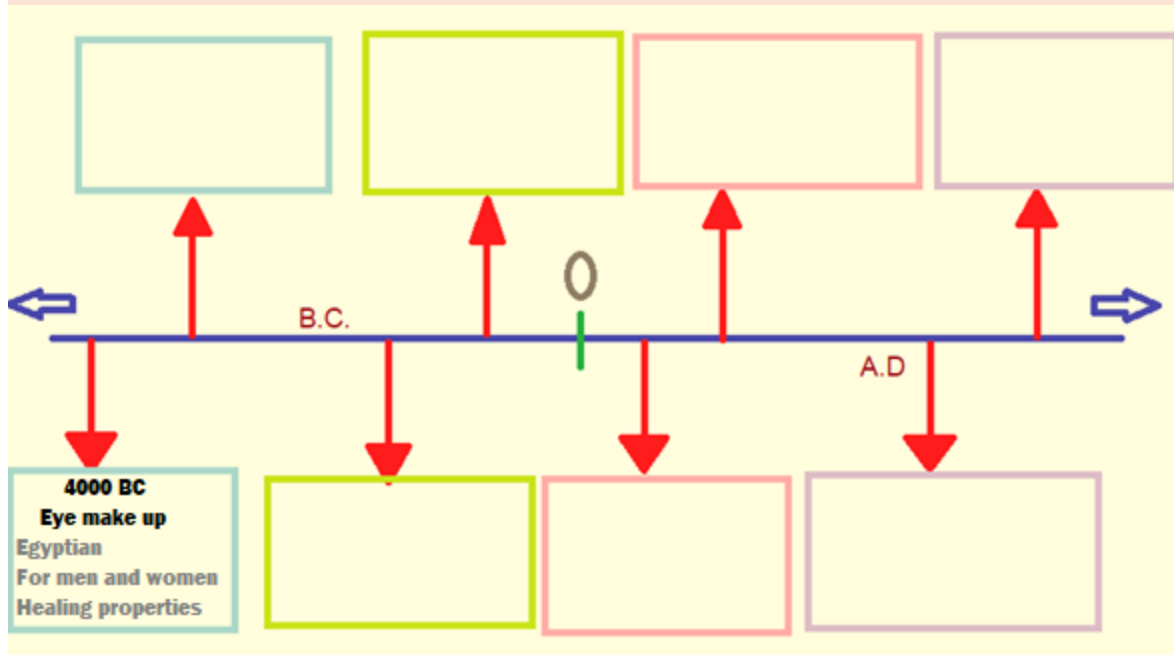 0
B.C.
A.D
4000 BC
Eye make up
Egyptian
For men and women
Healing properties